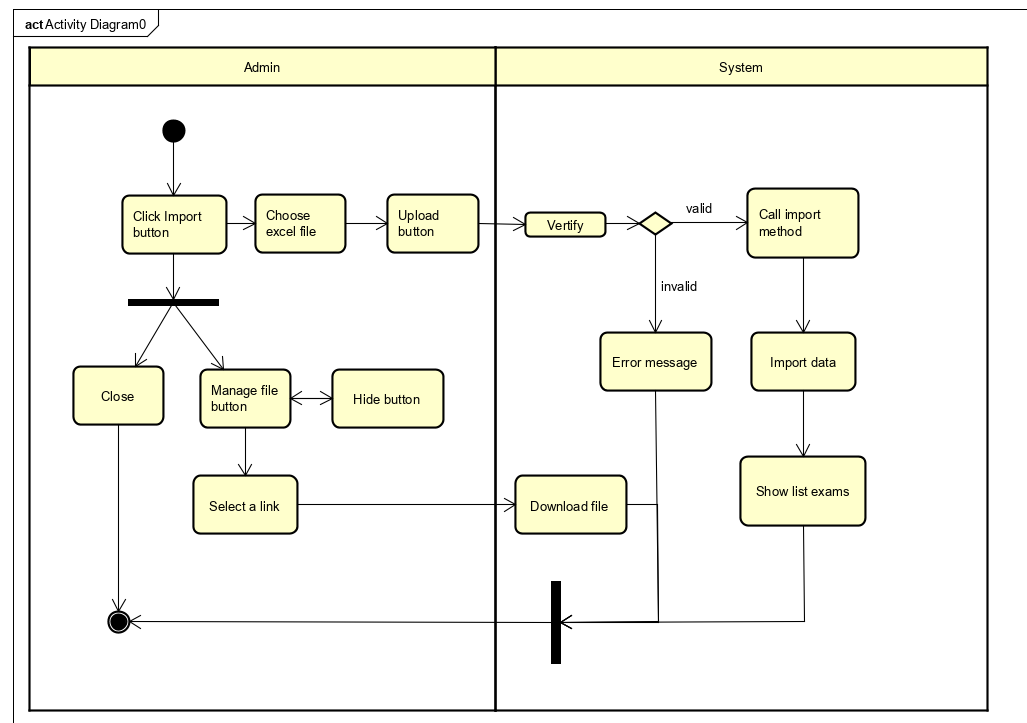 act Activity Diagram0
Admin
System
Click Import
button
Choose
excel file
Upload
button
Vertify
valid
Call import
method
invalid
Error message
Import data
Close
Manage file
button
Hide button
Select a link
Download file
Show list exams